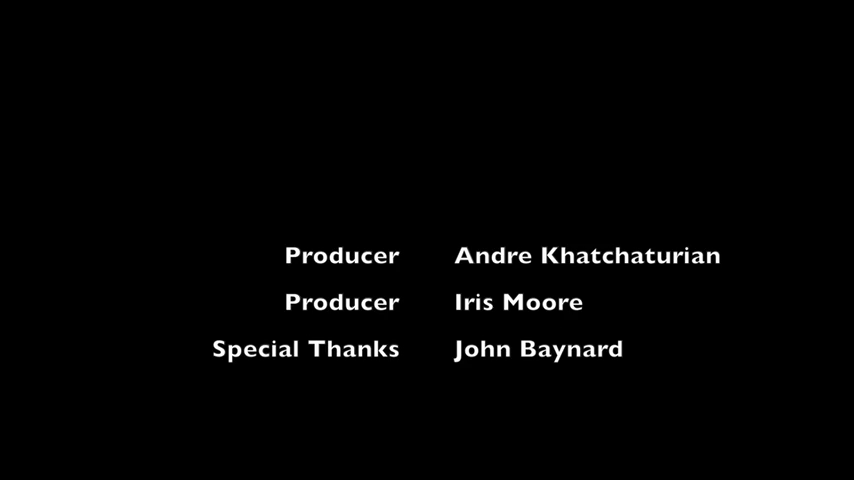 Producer Andre Khatchaturian
Producer Iris Moore
Special Thanks John Baynard